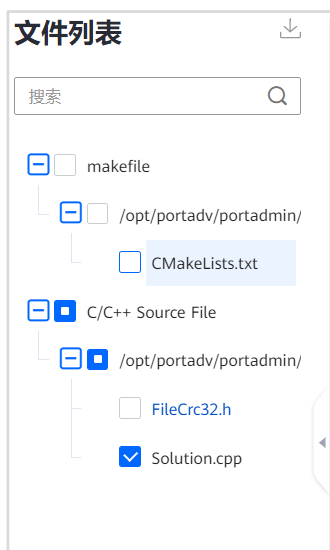 文件列表
搜索
makefile
/opt/portadv/portadmin/
CMakeLists.txt
C/C++ Source File
/opt/portadv/portadmin/
FileCrc32.h
Solution.cpp